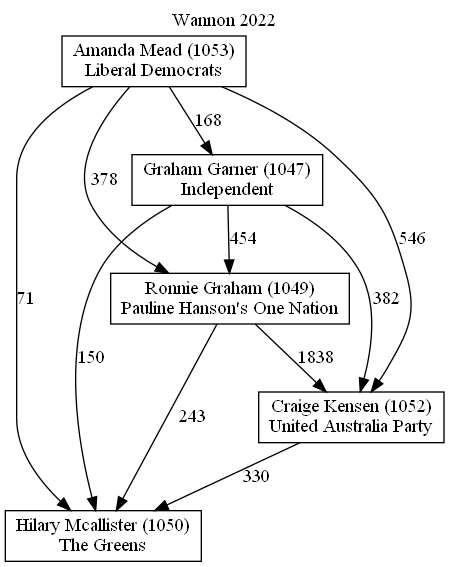 Wannon 2022
Amanda Mead (1053)
Liberal Democrats
168
Graham Garner (1047)
Independent
378
454
546
Ronnie Graham (1049)
Pauline Hanson's One Nation
71
150
382
1838
243
Craige Kensen (1052)
United Australia Party
330
Hilary Mcallister (1050)
The Greens